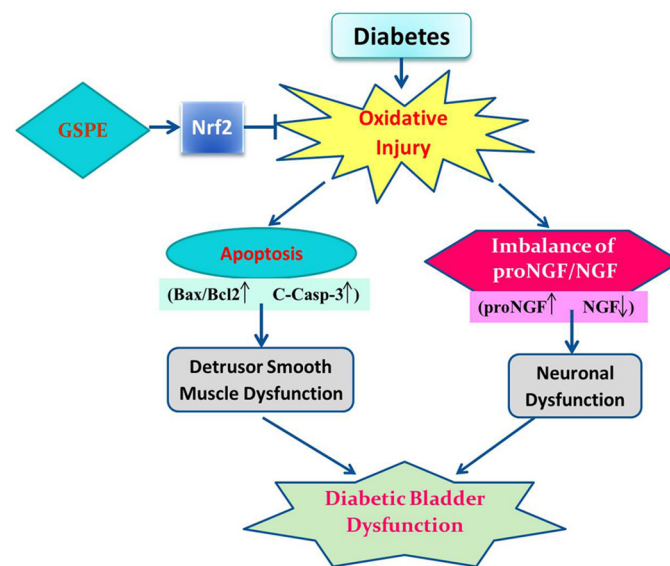 Diabetes
GSPE
Nrf2
Oxidative
Injury
Apoptosis
(Bax/Bcl2↑ C-Casp-3↑)
Imbalance of
proNGF/NGF
(proNGF↑ NGF↓)
Detrusor Smooth
Muscle Dysfunction
Neuronal
Dysfunction
Diabetic Bladder
Dysfunction